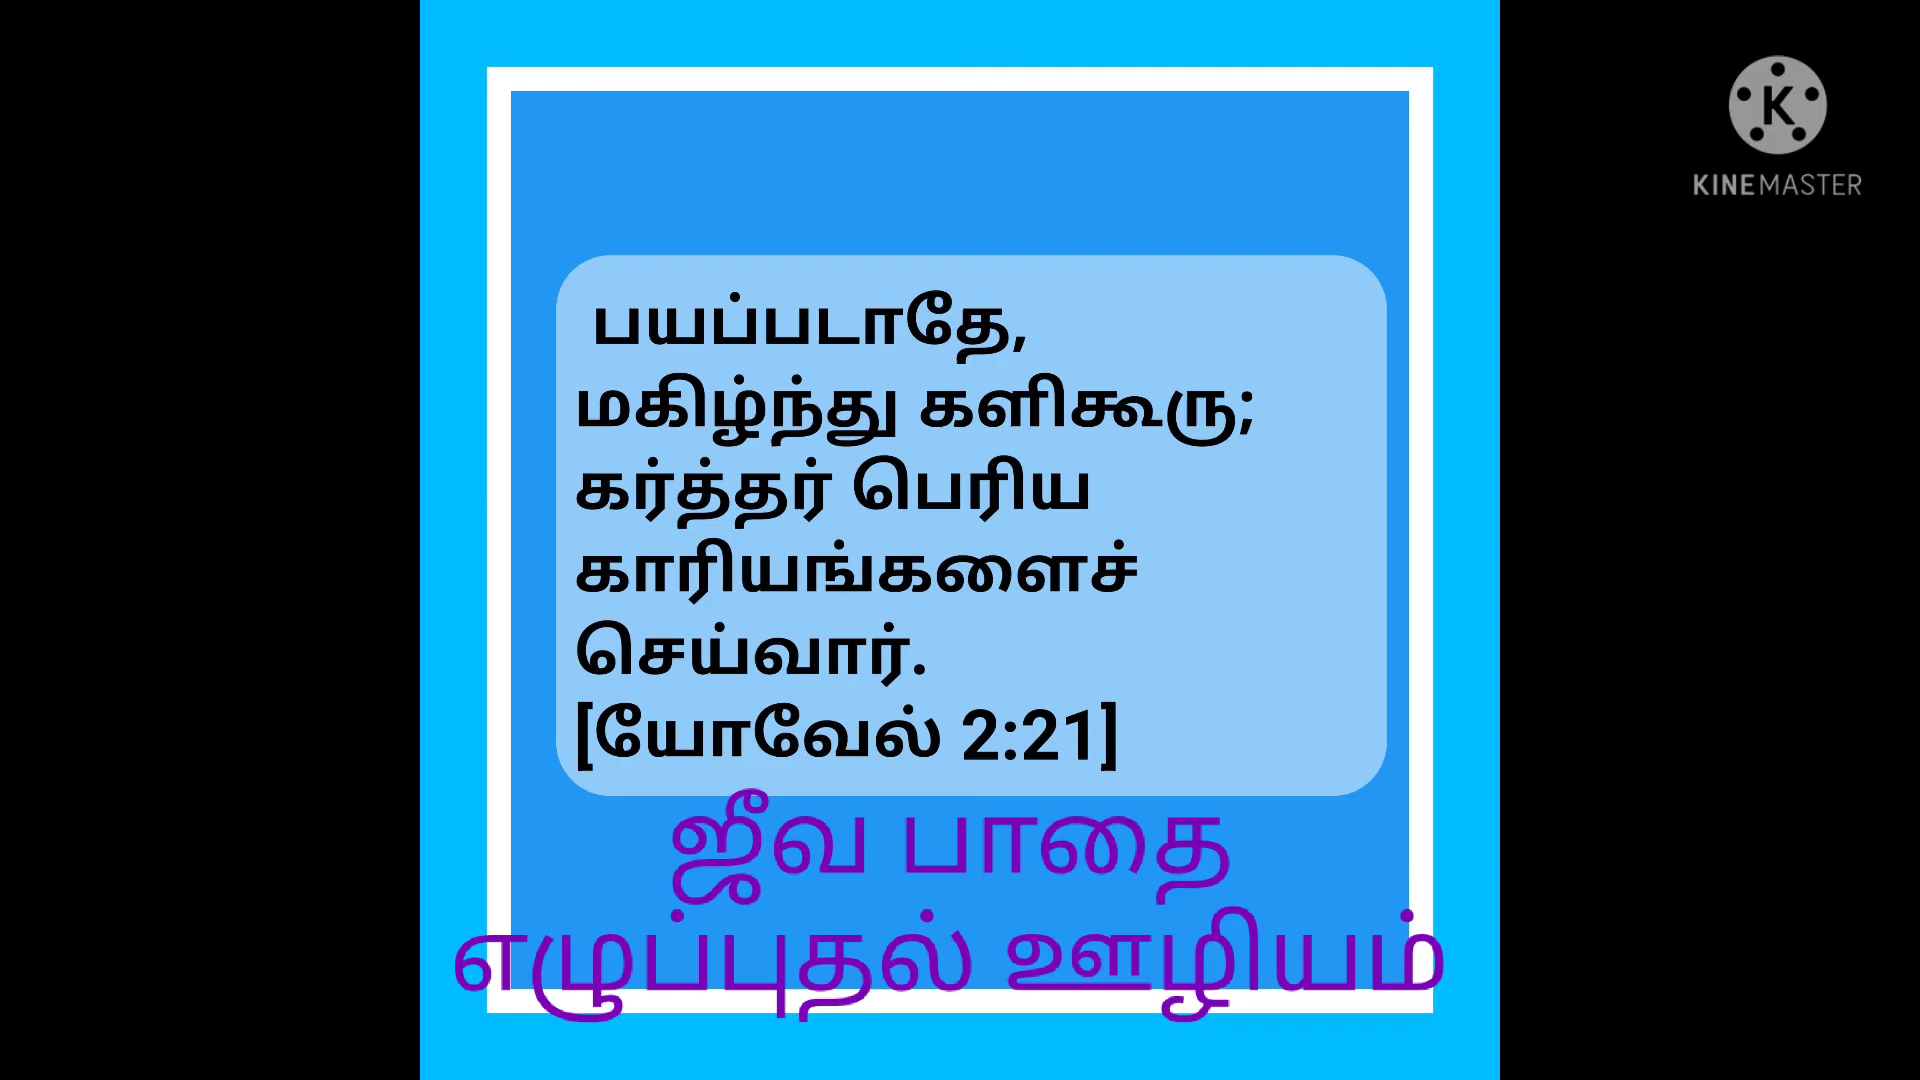 பயப்படாதே,
மகிழ்ந்து களிகூரு;
கர்த்தர் பெரிய
காரியங்களைச்
செய்வார்.
[யோவேல் 2:21]
ஜீவ பாதை
எழுப்புதல் ஊழியம்
K
KINEMASTER